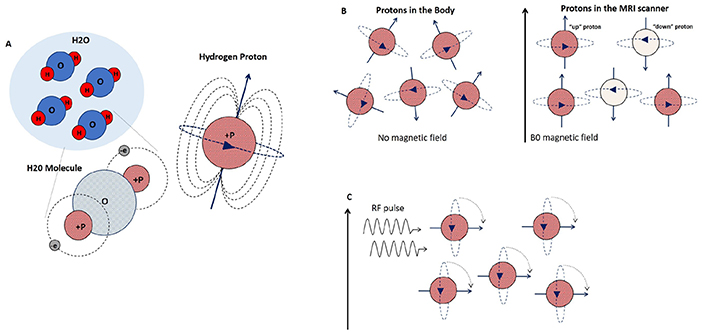 A
H2O
H
O
H
H
O
H
H
O
H
H
O
H
H20 Molecule
-e
+P
O
+P
-e
Hydrogen Proton
+P
B
Protons in the Body
No magnetic field
Protons in the MRI scanner
"up" proton
"down" proton
B0 magnetic field
C
RF pulse